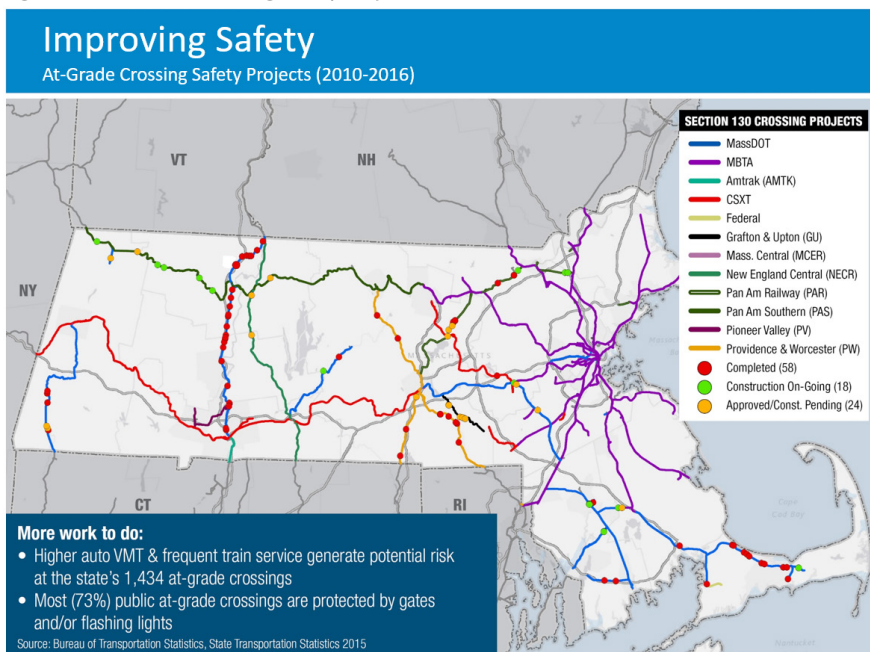 Improving Safety
At-Grade Crossing Safety Projects (2010-2016)
VT
NH
NY
CT
RI
MASSACHUSETTS
Cape
Cod Bay
Nantucket
SECTION 130 CROSSING PROJECTS
MassDOT
MBTA
Amtrak (AMTK)
CSXT
Federal
Grafton & Upton (GU)
Mass. Central (MCER)
New England Central (NECR)
Pan Am Railway (PAR)
Pan Am Southern (PAS)
Pioneer Valley (PV)
Providence & Worcester (PW)
Completed (58)
Construction On-Going (18)
Approved/Const. Pending (24)
More work to do:
• Higher auto VMT & frequent train service generate potential risk
at the state's 1,434 at-grade crossings
• Most (73%) public at-grade crossings are protected by gates
and/or flashing lights
Source: Bureau of Transportation Statistics, State Transportation Statistics 2015